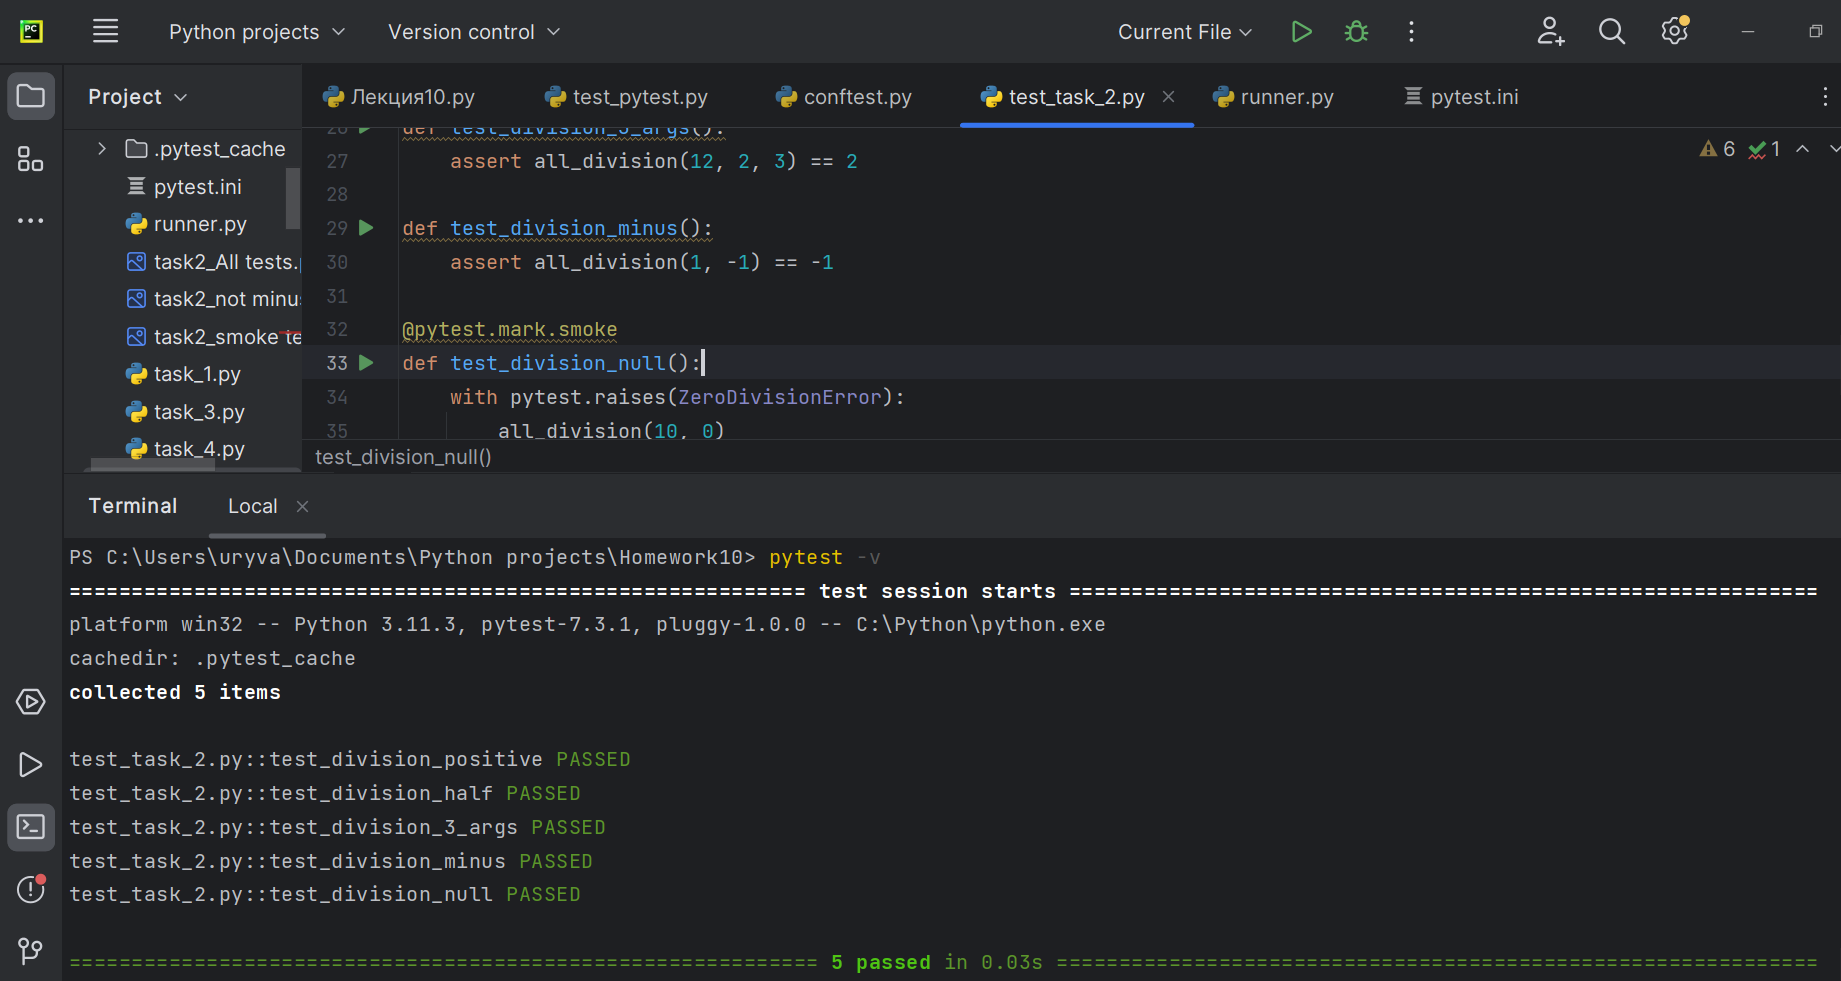 PC
Python projects
Version control
Current File
Project
Лекция10.py
test_pytest.py
conftest.py
test_task_2.py
runner.py
pytest.ini
.pytest_cache
pytest.ini
runner.py
task2_All tests.
task2_not minu
task2_smoke te
task_1.py
task_3.py
task_4.py
26 def test_division_3_args():
27 assert all_division(12, 2, 3) == 2
28
29 def test_division_minus():
30 assert all_division(1, -1) == -1
31
32 @pytest.mark.smoke
33 def test_division_null():
34 with pytest.raises(ZeroDivisionError):
35 all_division(10, 0)
6 1
test_division_null()
Terminal
Local
PS C:\Users\uryva\Documents\Python projects\Homework10> pytest -v
=========================================================== test session starts ============================================================
platform win32 -- Python 3.11.3, pytest-7.3.1, pluggy-1.0.0 -- C:\Python\python.exe
cachedir: .pytest_cache
collected 5 items
test_task_2.py::test_division_positive PASSED
test_task_2.py::test_division_half PASSED
test_task_2.py::test_division_3_args PASSED
test_task_2.py::test_division_minus PASSED
test_task_2.py::test_division_null PASSED
============================================================ 5 passed in 0.03s =============================================================